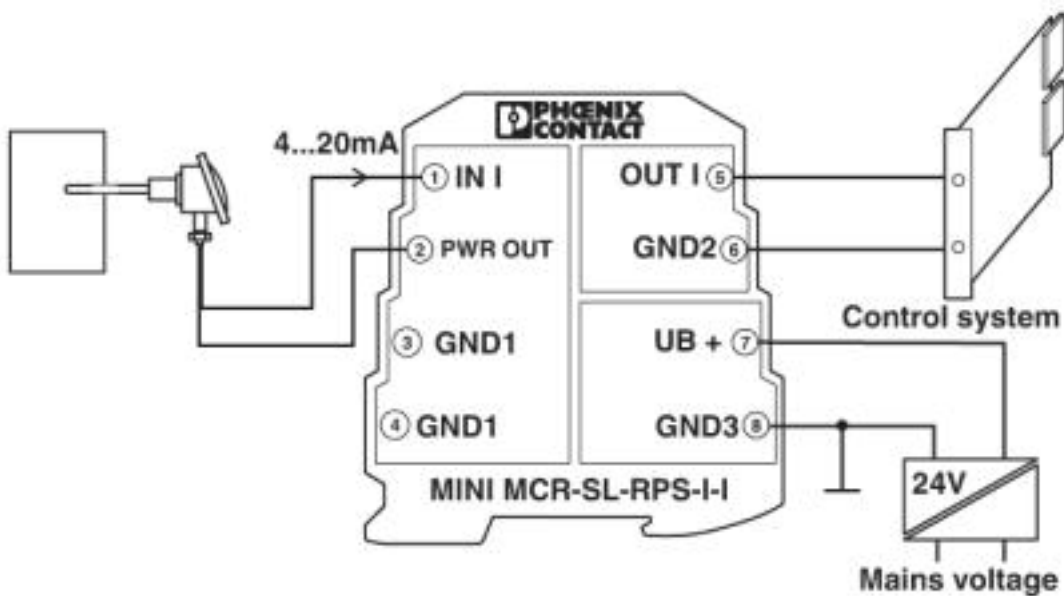 PHŒNIX
CONTACT
4...20mA
1 IN I
OUT I 5
2 PWR OUT
GND2 6
Control system
3 GND1
UB + 7
4 GND1
GND3 8
24V
MINI MCR-SL-RPS-I-I
Mains voltage